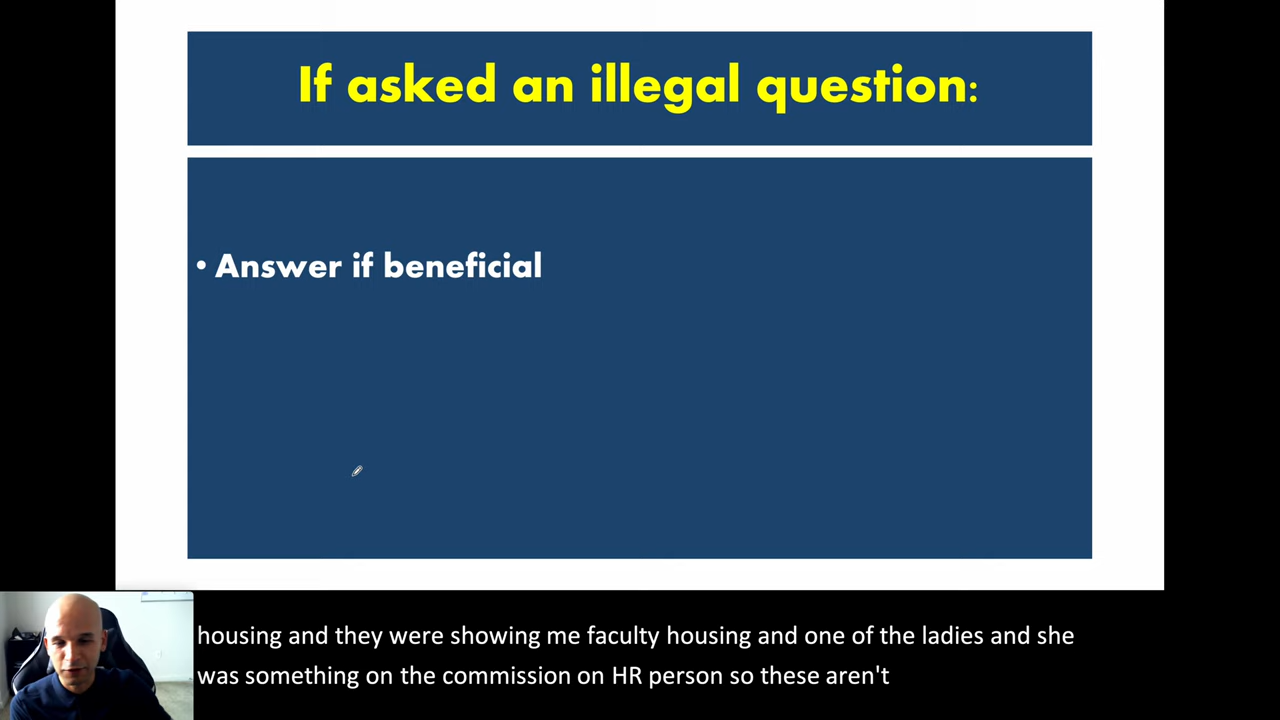 If asked an illegal question:
• Answer if beneficial
housing and they were showing me faculty housing and one of the ladies and she
was something on the commission on HR person so these aren't